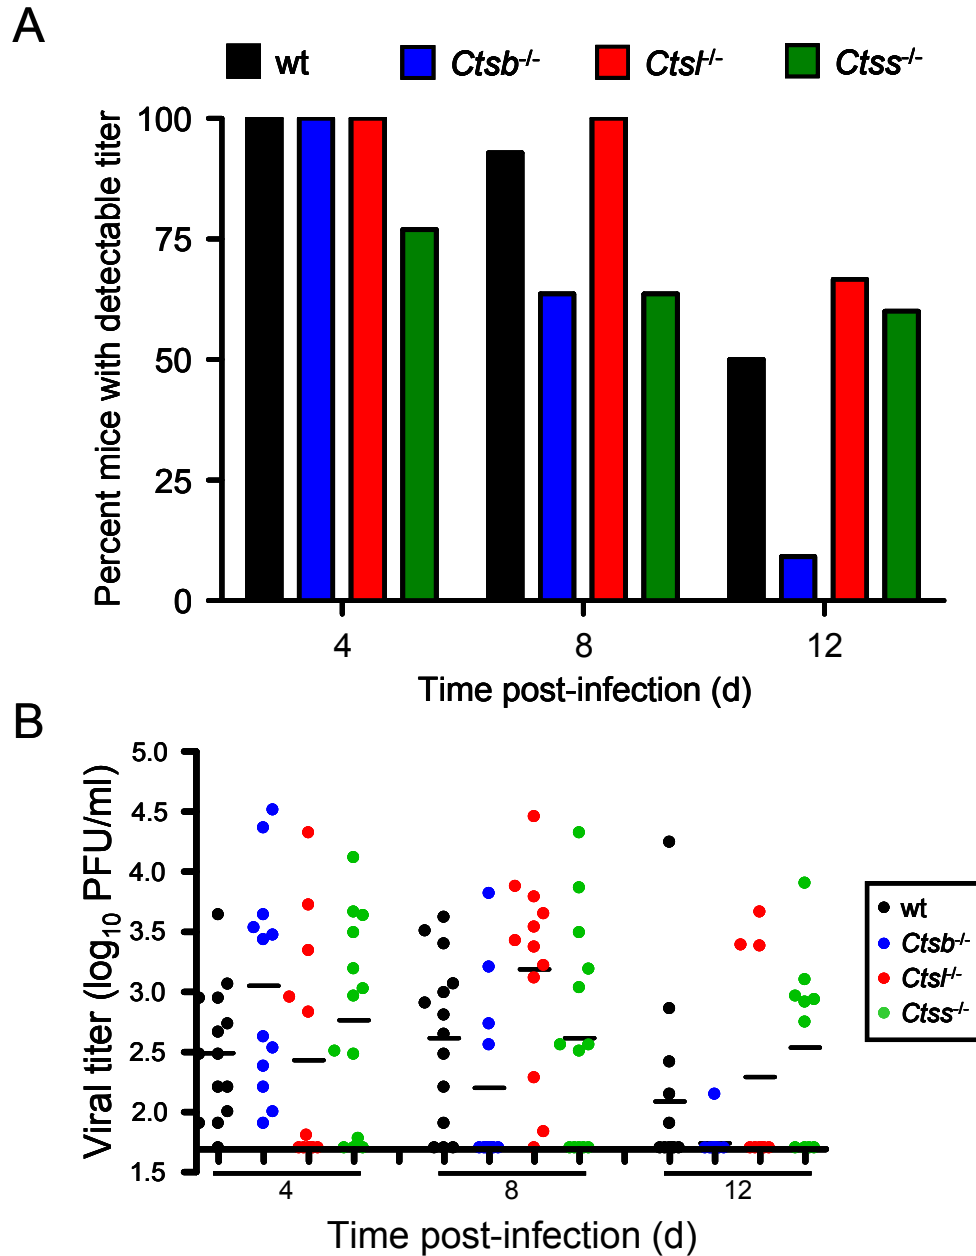 A
wt Ctsb-/- Ctsl-/- Ctss-/-
Percent mice with detectable titer
100
75
50
25
0
4 8 12
Time post-infection (d)
B
Viral titer (log10 PFU/ml)
5.0
4.5
4.0
3.5
3.0
2.5
2.0
1.5
wt
Ctsb-/-
Ctsl-/-
Ctss-/-
4 8 12
Time post-infection (d)